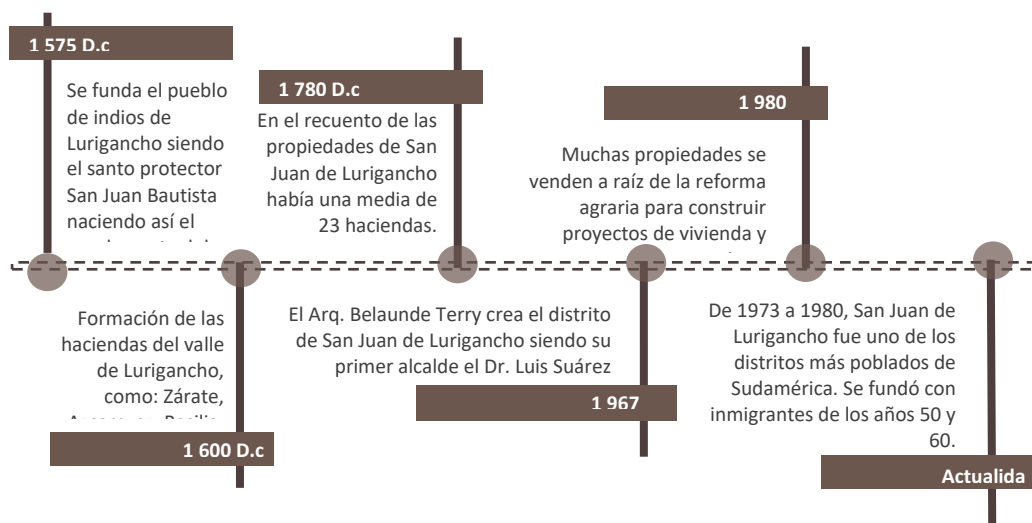 1 575 D.c
Se funda el pueblo
de indios de
Lurigancho siendo
el santo protector
San Juan Bautista
naciendo así el
1 780 D.c
En el recuento de las
propiedades de San
Juan de Lurigancho
había una media de
23 haciendas.
1 980
Muchas propiedades se
venden a raíz de la reforma
agraria para construir
proyectos de vivienda y
Formación de las
haciendas del valle
de Lurigancho,
como: Zárate,
1 600 D.c
El Arq. Belaunde Terry crea el distrito
de San Juan de Lurigancho siendo su
primer alcalde el Dr. Luis Suárez
1 967
De 1973 a 1980, San Juan de
Lurigancho fue uno de los
distritos más poblados de
Sudamérica. Se fundó con
inmigrantes de los años 50 y
60.
Actualida